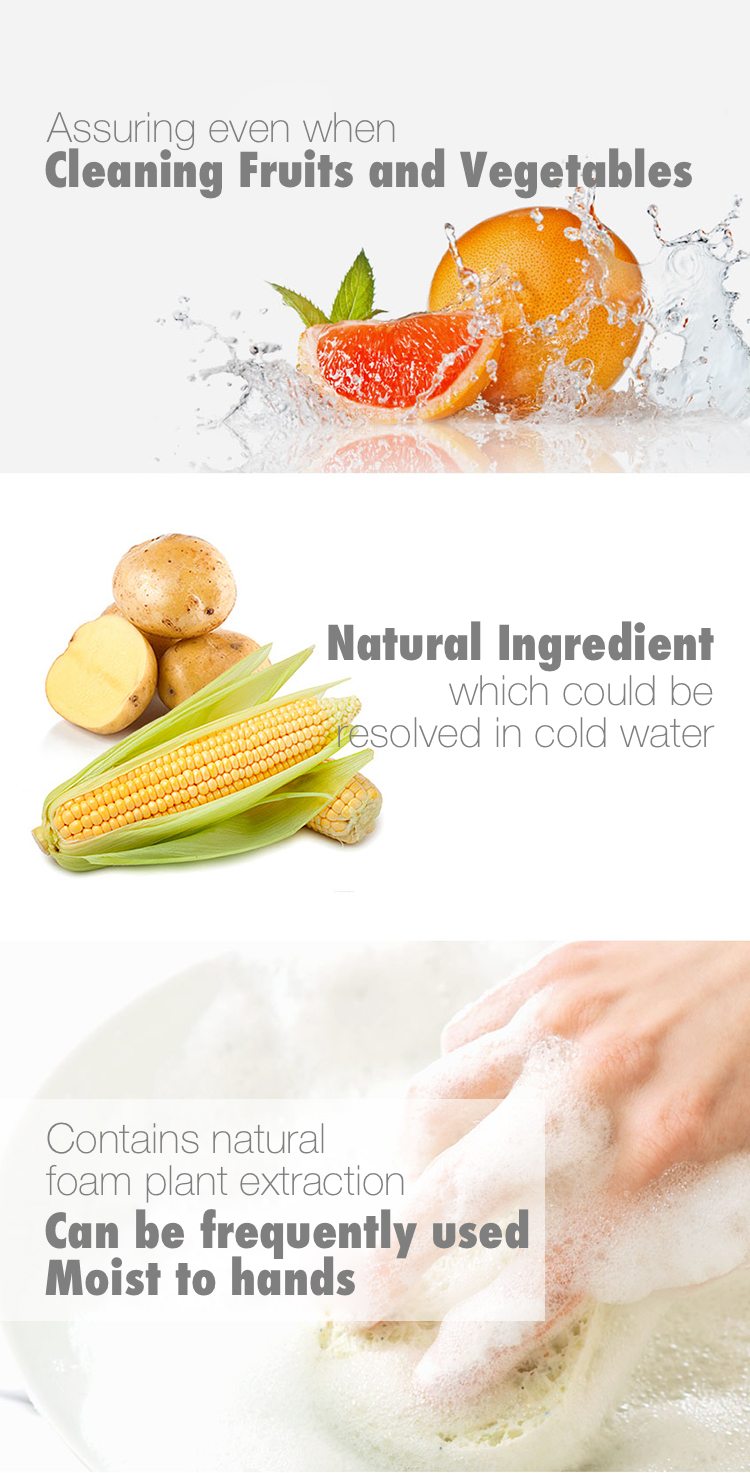 Assuring even when
Cleaning Fruits and Vegetables
Natural Ingredient
which could be
resolved in cold water
Contains natural
foam plant extraction
Can be frequently used
Moist to hands